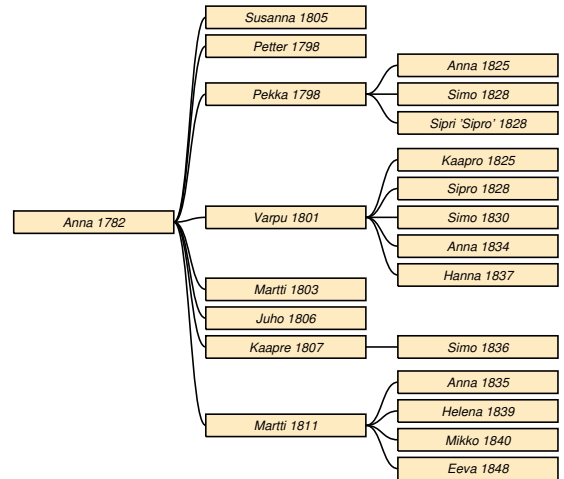 Anna 1782
Susanna 1805
Petter 1798
Pekka 1798
Anna 1825
Simo 1828
Sipri 'Sipro' 1828
Varpu 1801
Kaapro 1825
Sipro 1828
Simo 1830
Anna 1834
Hanna 1837
Martti 1803
Juho 1806
Kaapre 1807
Simo 1836
Martti 1811
Anna 1835
Helena 1839
Mikko 1840
Eeva 1848